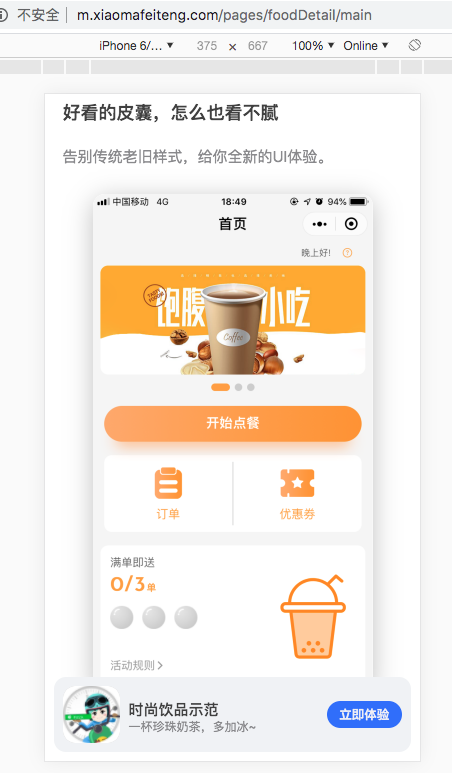 不安全 | m.xiaomafeiteng.com/pages/foodDetail/main
iPhone 6/... ▼ 375 × 667 100% ▼ Online ▼
好看的皮囊，怎么也看不腻
告别传统老旧样式，给你全新的UI体验。
中国移动 4G 18:49 94%
首页
晚上好!
饱腹 小吃
Coffee
开始点餐
订单 优惠券
满单即送
0/3单
活动规则 >
时尚饮品示范
一杯珍珠奶茶，多加冰~
立即体验